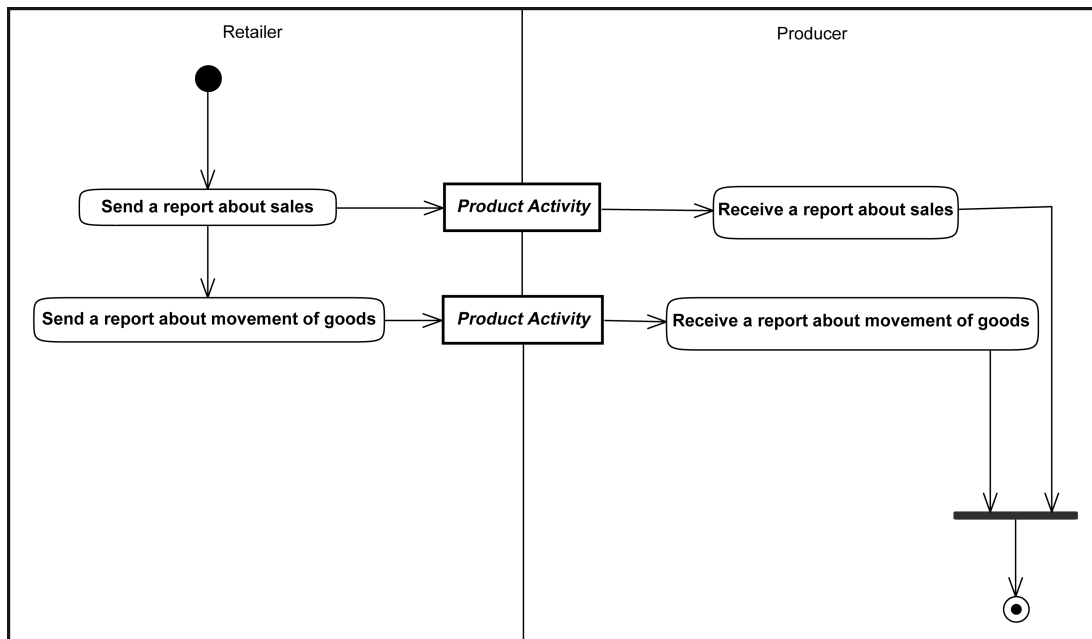 Retailer
Producer
Send a report about sales
Product Activity
Receive a report about sales
Send a report about movement of goods
Product Activity
Receive a report about movement of goods